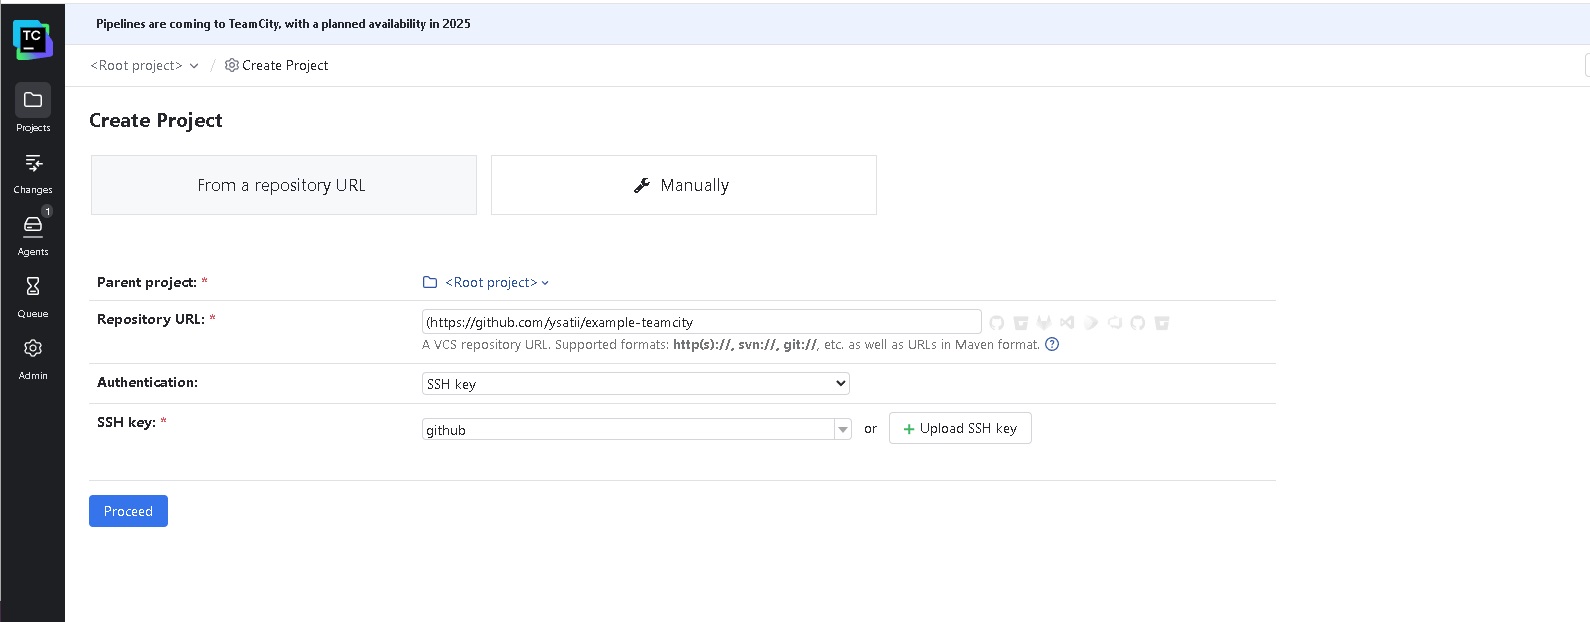 Pipelines are coming to TeamCity, with a planned availability in 2025
TC
<Root project> / Create Project
Projects
Changes
1
Agents
Queue
Admin
Create Project
From a repository URL
Manually
Parent project: *
<Root project>
Repository URL: *
(https://github.com/ysatii/example-teamcity
A VCS repository URL. Supported formats: http(s)://, svn://, git://, etc. as well as URLs in Maven format. ?
Authentication:
SSH key
SSH key: *
github
or
+ Upload SSH key
Proceed